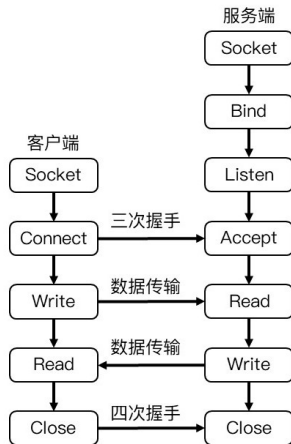 服务端
Socket
Bind
客户端
Socket
Listen
三次握手
Connect
Accept
数据传输
Write
Read
数据传输
Read
Write
四次握手
Close
Close